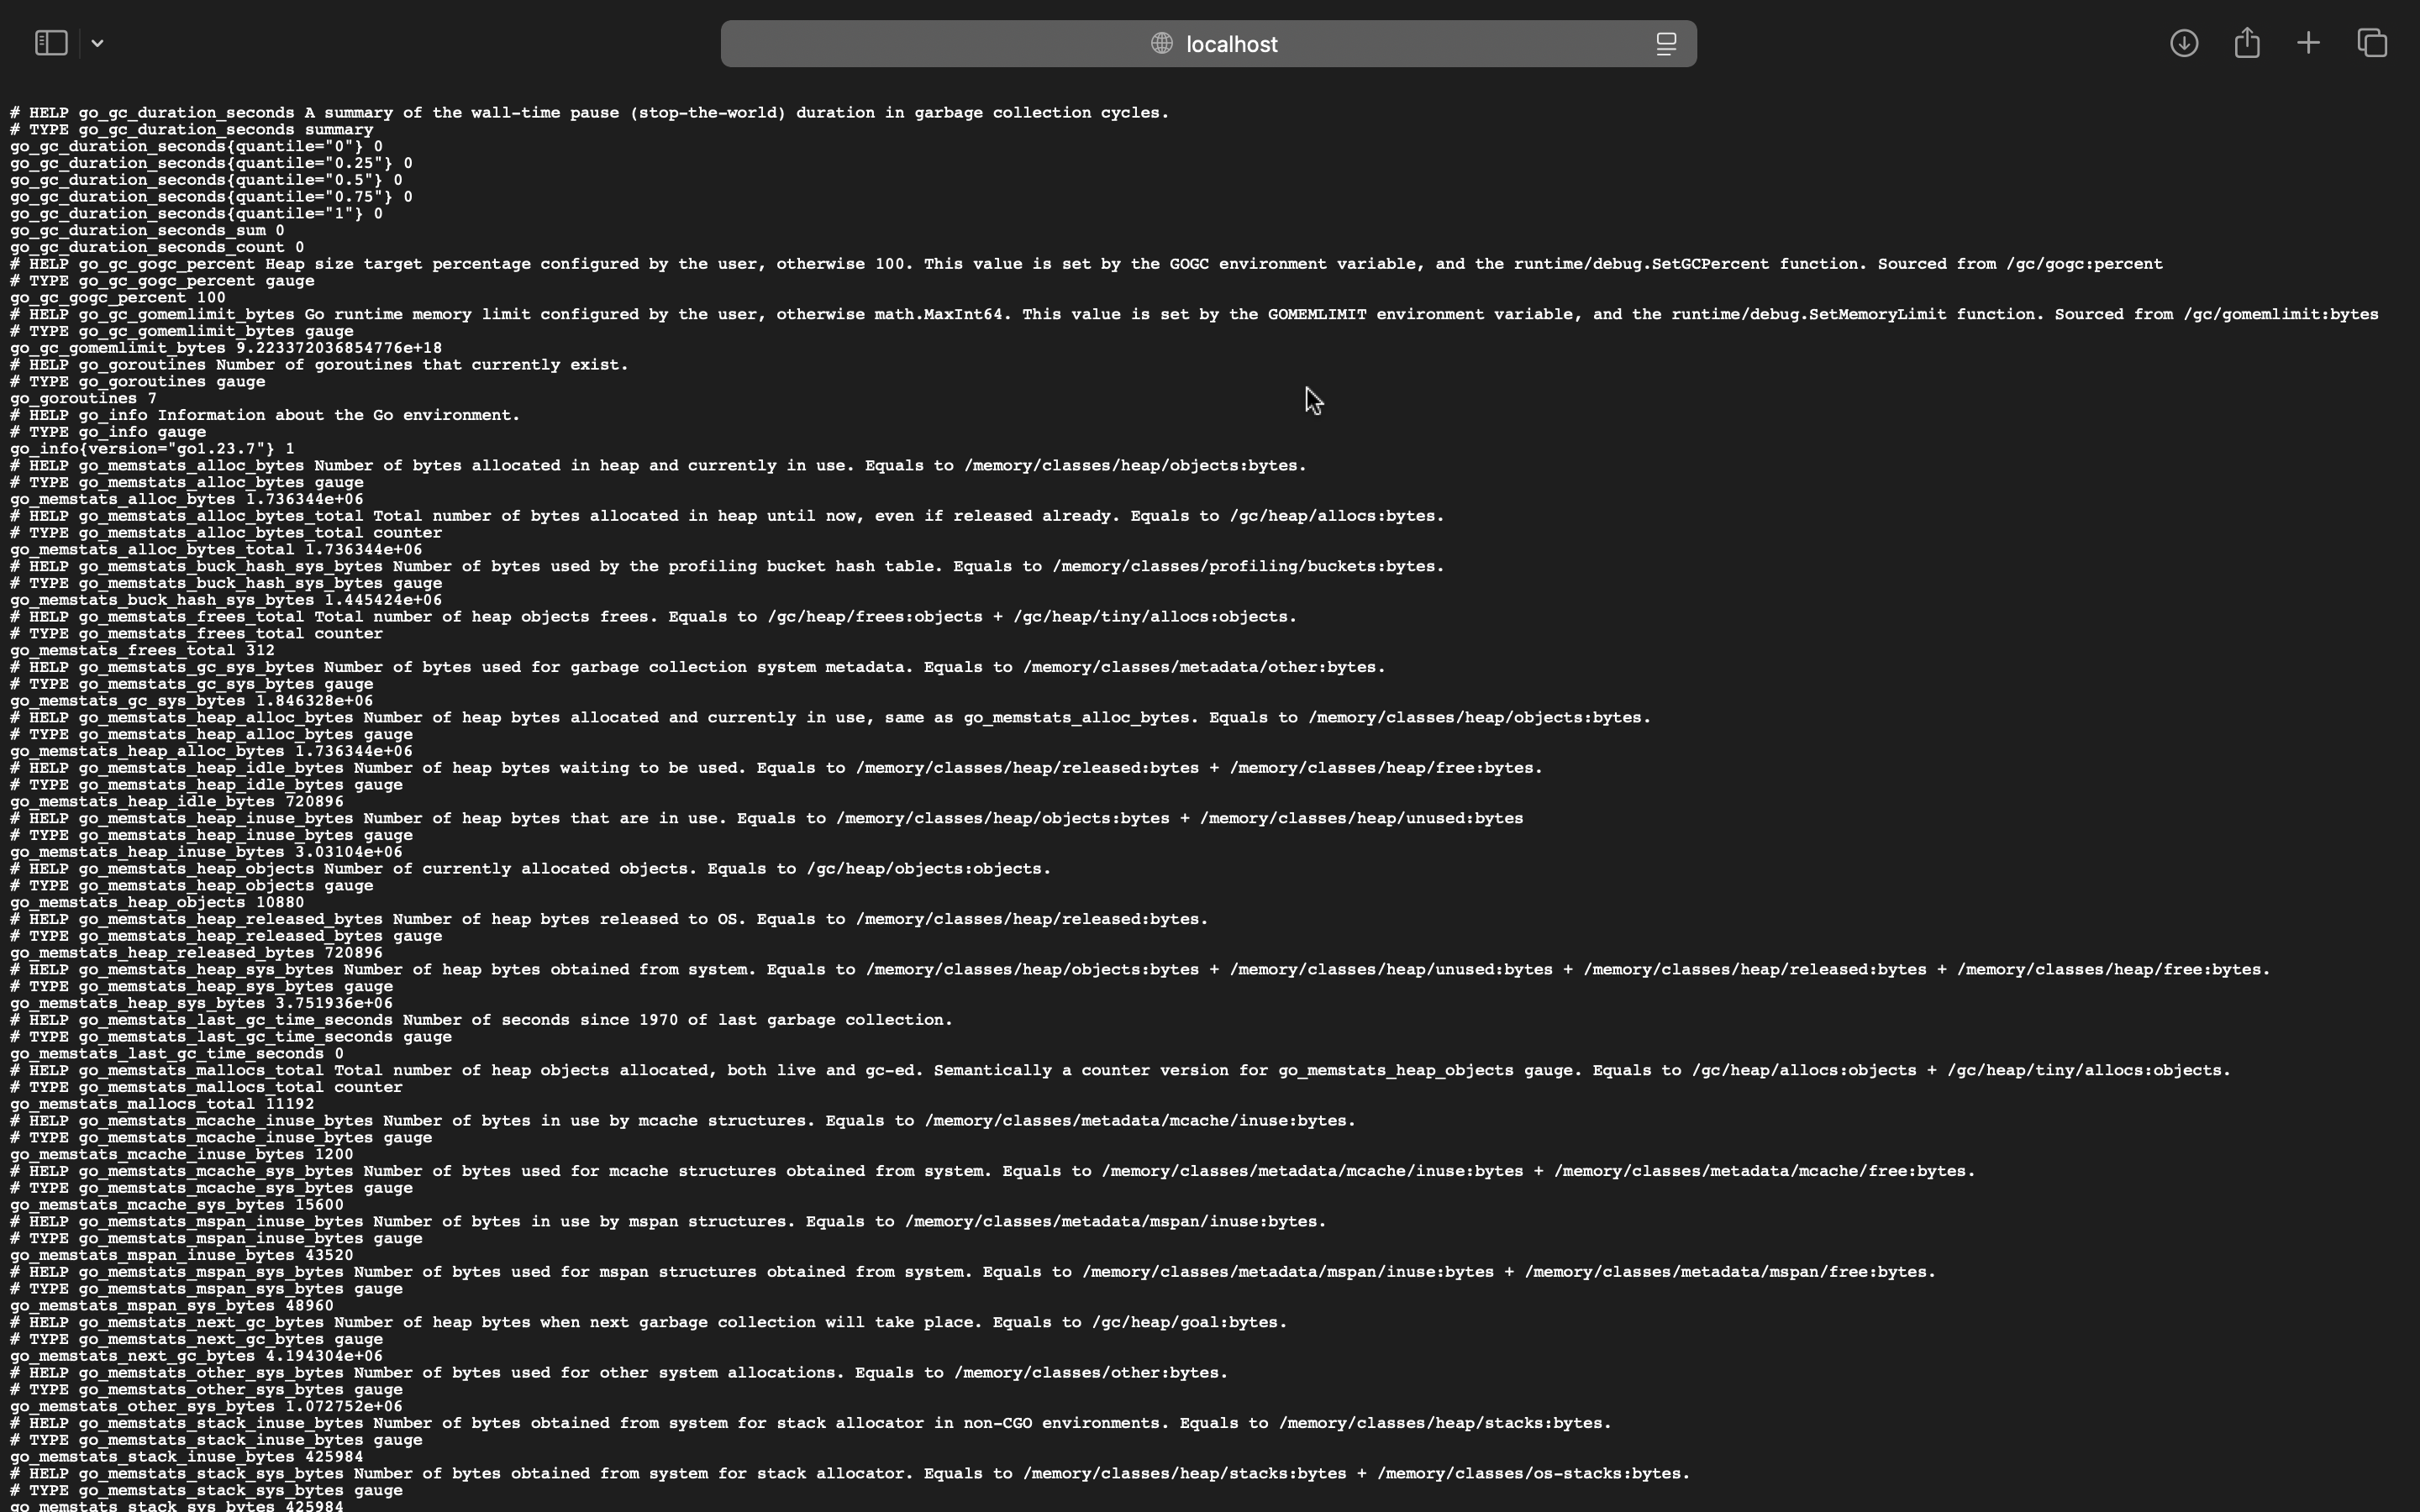 localhost
# HELP go_gc_duration_seconds A summary of the wall-time pause (stop-the-world) duration in garbage collection cycles.
# TYPE go_gc_duration_seconds summary
go_gc_duration_seconds{quantile="0"} 0
go_gc_duration_seconds{quantile="0.25"} 0
go_gc_duration_seconds{quantile="0.5"} 0
go_gc_duration_seconds{quantile="0.75"} 0
go_gc_duration_seconds{quantile="1"} 0
go_gc_duration_seconds_sum 0
go_gc_duration_seconds_count 0
# HELP go_gc_gogc_percent Heap size target percentage configured by the user, otherwise 100. This value is set by the GOGC environment variable, and the runtime/debug.SetGCPercent function. Sourced from /gc/gogc:percent
# TYPE go_gc_gogc_percent gauge
go_gc_gogc_percent 100
# HELP go_gc_gomemlimit_bytes Go runtime memory limit configured by the user, otherwise math.MaxInt64. This value is set by the GOMEMLIMIT environment variable, and the runtime/debug.SetMemoryLimit function. Sourced from /gc/gomemlimit:bytes
# TYPE go_gc_gomemlimit_bytes gauge
go_gc_gomemlimit_bytes 9.223372036854776e+18
# HELP go_goroutines Number of goroutines that currently exist.
# TYPE go_goroutines gauge
go_goroutines 7
# HELP go_info Information about the Go environment.
# TYPE go_info gauge
go_info{version="go1.23.7"} 1
# HELP go_memstats_alloc_bytes Number of bytes allocated in heap and currently in use. Equals to /memory/classes/heap/objects:bytes.
# TYPE go_memstats_alloc_bytes gauge
go_memstats_alloc_bytes 1.736344e+06
# HELP go_memstats_alloc_bytes_total Total number of bytes allocated in heap until now, even if released already. Equals to /gc/heap/allocs:bytes.
# TYPE go_memstats_alloc_bytes_total counter
go_memstats_alloc_bytes_total 1.736344e+06
# HELP go_memstats_buck_hash_sys_bytes Number of bytes used by the profiling bucket hash table. Equals to /memory/classes/profiling/buckets:bytes.
# TYPE go_memstats_buck_hash_sys_bytes gauge
go_memstats_buck_hash_sys_bytes 1.445424e+06
# HELP go_memstats_frees_total Total number of heap objects frees. Equals to /gc/heap/frees:objects + /gc/heap/tiny/allocs:objects.
# TYPE go_memstats_frees_total counter
go_memstats_frees_total 312
# HELP go_memstats_gc_sys_bytes Number of bytes used for garbage collection system metadata. Equals to /memory/classes/metadata/other:bytes.
# TYPE go_memstats_gc_sys_bytes gauge
go_memstats_gc_sys_bytes 1.846328e+06
# HELP go_memstats_heap_alloc_bytes Number of heap bytes allocated and currently in use, same as go_memstats_alloc_bytes. Equals to /memory/classes/heap/objects:bytes.
# TYPE go_memstats_heap_alloc_bytes gauge
go_memstats_heap_alloc_bytes 1.736344e+06
# HELP go_memstats_heap_idle_bytes Number of heap bytes waiting to be used. Equals to /memory/classes/heap/released:bytes + /memory/classes/heap/free:bytes.
# TYPE go_memstats_heap_idle_bytes gauge
go_memstats_heap_idle_bytes 720896
# HELP go_memstats_heap_inuse_bytes Number of heap bytes that are in use. Equals to /memory/classes/heap/objects:bytes + /memory/classes/heap/unused:bytes
# TYPE go_memstats_heap_inuse_bytes gauge
go_memstats_heap_inuse_bytes 3.03104e+06
# HELP go_memstats_heap_objects Number of currently allocated objects. Equals to /gc/heap/objects:objects.
# TYPE go_memstats_heap_objects gauge
go_memstats_heap_objects 10880
# HELP go_memstats_heap_released_bytes Number of heap bytes released to OS. Equals to /memory/classes/heap/released:bytes.
# TYPE go_memstats_heap_released_bytes gauge
go_memstats_heap_released_bytes 720896
# HELP go_memstats_heap_sys_bytes Number of heap bytes obtained from system. Equals to /memory/classes/heap/objects:bytes + /memory/classes/heap/unused:bytes + /memory/classes/heap/released:bytes + /memory/classes/heap/free:bytes.
# TYPE go_memstats_heap_sys_bytes gauge
go_memstats_heap_sys_bytes 3.751936e+06
# HELP go_memstats_last_gc_time_seconds Number of seconds since 1970 of last garbage collection.
# TYPE go_memstats_last_gc_time_seconds gauge
go_memstats_last_gc_time_seconds 0
# HELP go_memstats_mallocs_total Total number of heap objects allocated, both live and gc-ed. Semantically a counter version for go_memstats_heap_objects gauge. Equals to /gc/heap/allocs:objects + /gc/heap/tiny/allocs:objects.
# TYPE go_memstats_mallocs_total counter
go_memstats_mallocs_total 11192
# HELP go_memstats_mcache_inuse_bytes Number of bytes in use by mcache structures. Equals to /memory/classes/metadata/mcache/inuse:bytes.
# TYPE go_memstats_mcache_inuse_bytes gauge
go_memstats_mcache_inuse_bytes 1200
# HELP go_memstats_mcache_sys_bytes Number of bytes used for mcache structures obtained from system. Equals to /memory/classes/metadata/mcache/inuse:bytes + /memory/classes/metadata/mcache/free:bytes.
# TYPE go_memstats_mcache_sys_bytes gauge
go_memstats_mcache_sys_bytes 15600
# HELP go_memstats_mspan_inuse_bytes Number of bytes in use by mspan structures. Equals to /memory/classes/metadata/mspan/inuse:bytes.
# TYPE go_memstats_mspan_inuse_bytes gauge
go_memstats_mspan_inuse_bytes 43520
# HELP go_memstats_mspan_sys_bytes Number of bytes used for mspan structures obtained from system. Equals to /memory/classes/metadata/mspan/inuse:bytes + /memory/classes/metadata/mspan/free:bytes.
# TYPE go_memstats_mspan_sys_bytes gauge
go_memstats_mspan_sys_bytes 48960
# HELP go_memstats_next_gc_bytes Number of heap bytes when next garbage collection will take place. Equals to /gc/heap/goal:bytes.
# TYPE go_memstats_next_gc_bytes gauge
go_memstats_next_gc_bytes 4.194304e+06
# HELP go_memstats_other_sys_bytes Number of bytes used for other system allocations. Equals to /memory/classes/other:bytes.
# TYPE go_memstats_other_sys_bytes gauge
go_memstats_other_sys_bytes 1.072752e+06
# HELP go_memstats_stack_inuse_bytes Number of bytes obtained from system for stack allocator in non-CGO environments. Equals to /memory/classes/heap/stacks:bytes.
# TYPE go_memstats_stack_inuse_bytes gauge
go_memstats_stack_inuse_bytes 425984
# HELP go_memstats_stack_sys_bytes Number of bytes obtained from system for stack allocator. Equals to /memory/classes/heap/stacks:bytes + /memory/classes/os-stacks:bytes.
# TYPE go_memstats_stack_sys_bytes gauge
go_memstats_stack_sys_bytes 425984